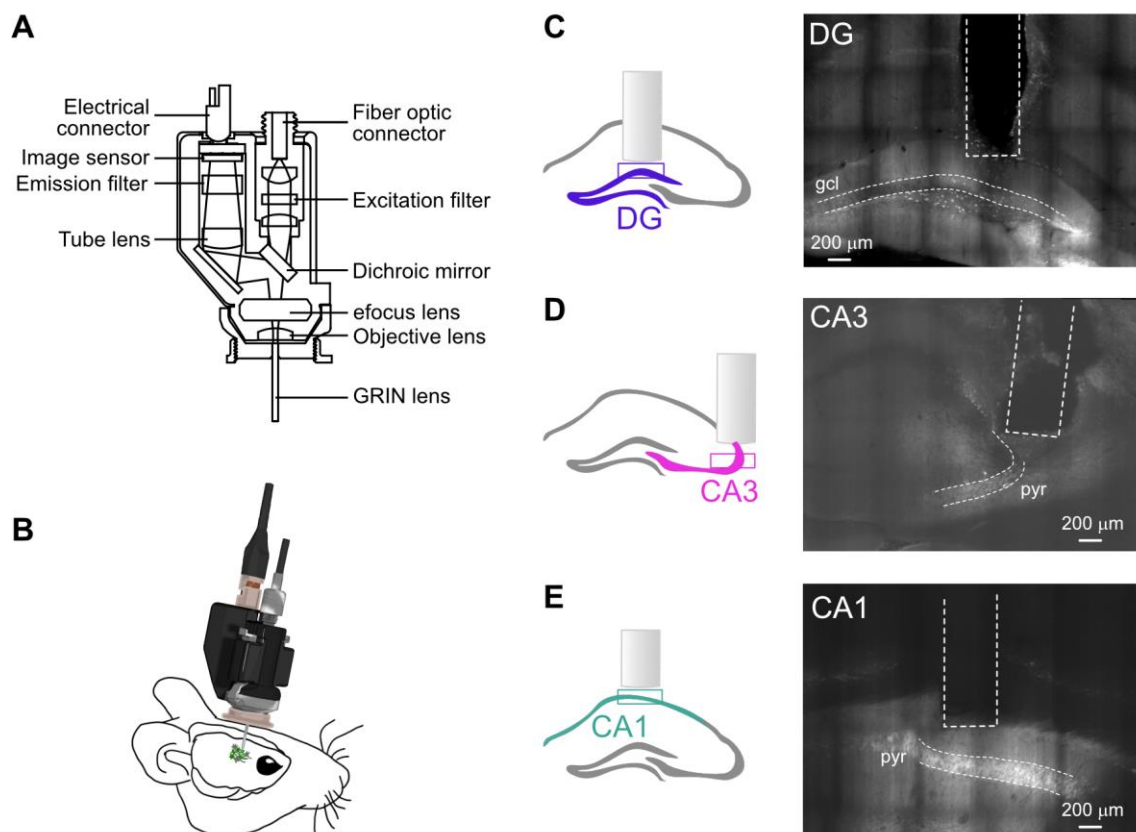 A
Electrical
connector
Image sensor
Emission filter
Tube lens
Fiber optic
connector
Excitation filter
Dichroic mirror
efocus lens
Objective lens
GRIN lens
B
C
DG
DG
gcl
200 μm
D
CA3
CA3
pyr
200 μm
E
CA1
CA1
pyr
200 μm